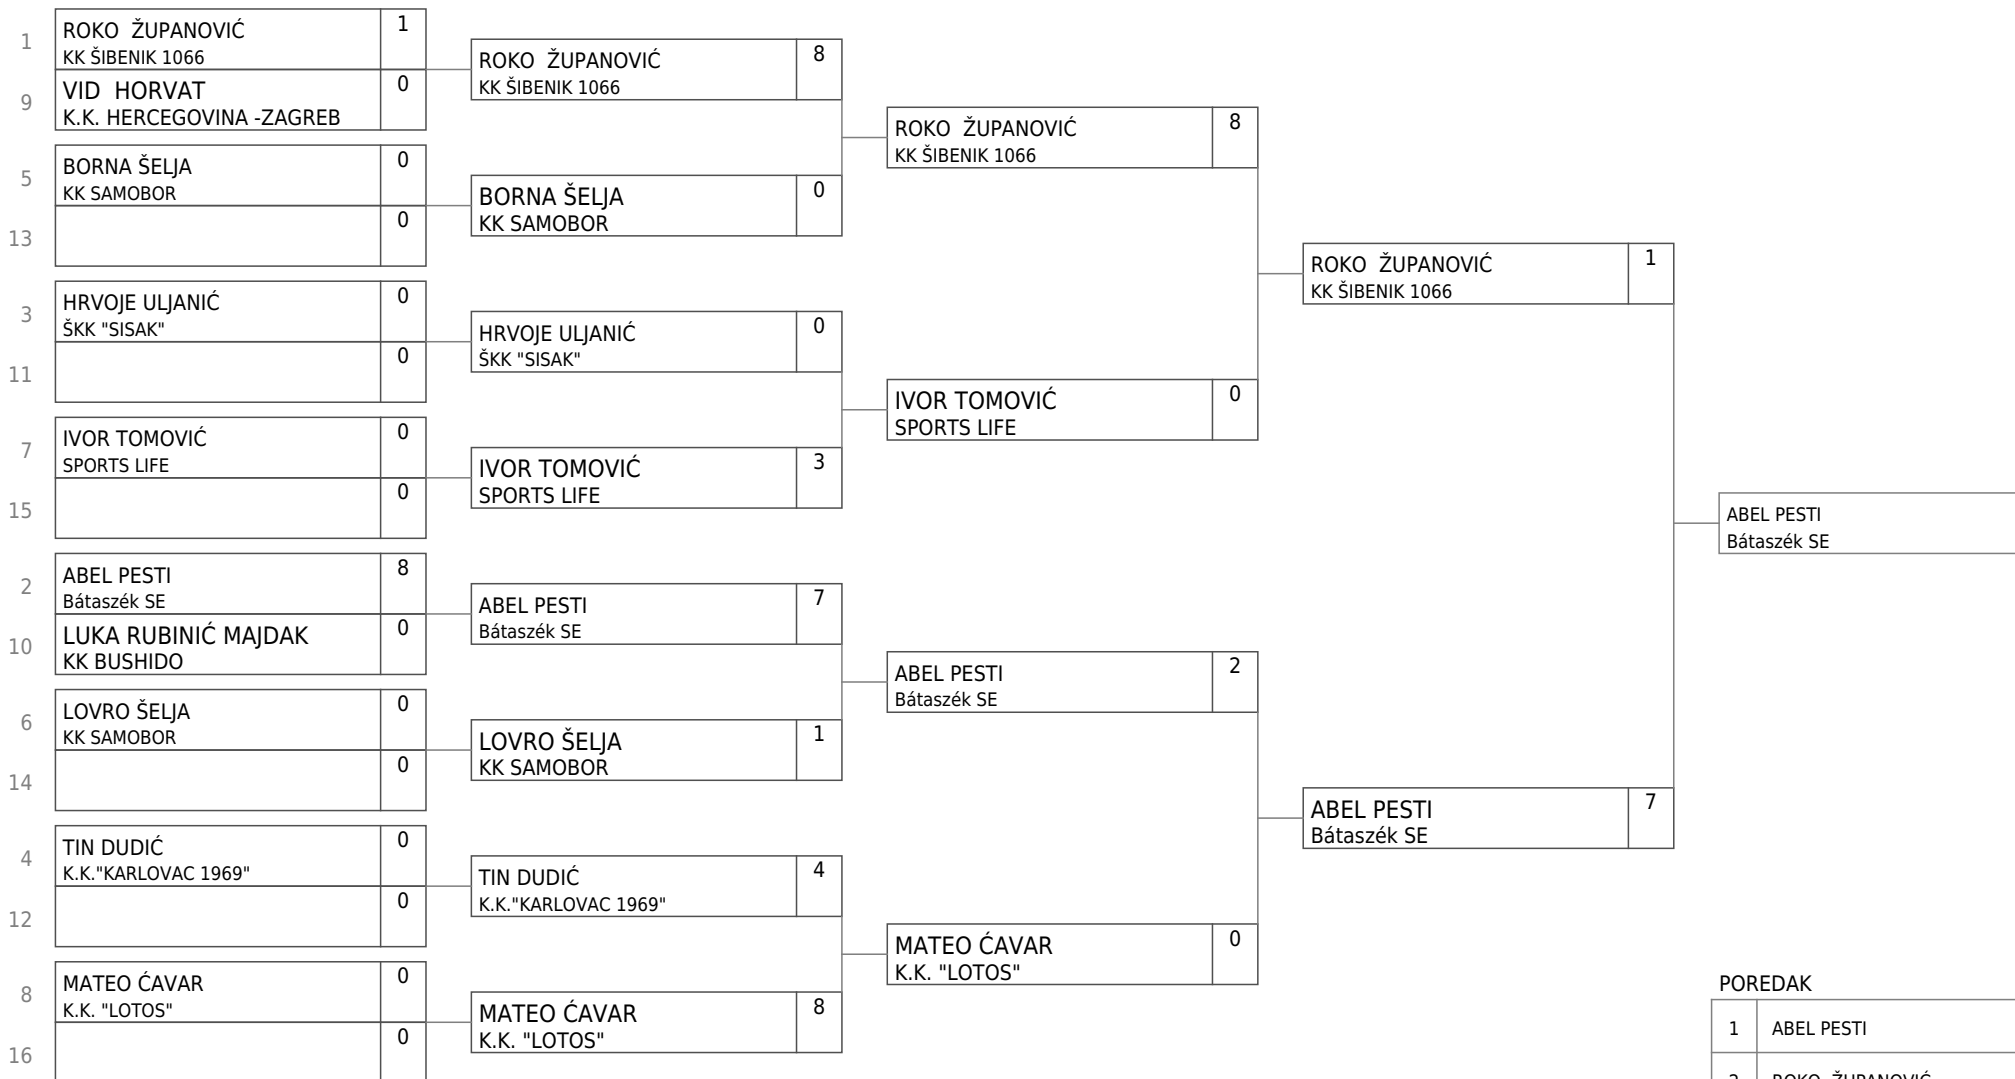 1
ROKO ŽUPANOVIĆ
KK ŠIBENIK 1066
1
9
VID HORVAT
K.K. HERCEGOVINA -ZAGREB
0
5
BORNA ŠELJA
KK SAMOBOR
0
13
0
3
HRVOJE ULJANIĆ
ŠKK "SISAK"
0
11
0
7
IVOR TOMOVIĆ
SPORTS LIFE
0
15
0
2
ABEL PESTI
Bátaszék SE
8
10
LUKA RUBINIĆ MAJDAK
KK BUSHIDO
0
6
LOVRO ŠELJA
KK SAMOBOR
0
14
0
4
TIN DUDIĆ
K.K."KARLOVAC 1969"
0
12
0
8
MATEO ĆAVAR
K.K. "LOTOS"
0
16
0
ROKO ŽUPANOVIĆ
KK ŠIBENIK 1066
8
BORNA ŠELJA
KK SAMOBOR
0
HRVOJE ULJANIĆ
ŠKK "SISAK"
0
IVOR TOMOVIĆ
SPORTS LIFE
3
ABEL PESTI
Bátaszék SE
7
LOVRO ŠELJA
KK SAMOBOR
1
TIN DUDIĆ
K.K."KARLOVAC 1969"
4
MATEO ĆAVAR
K.K. "LOTOS"
8
ROKO ŽUPANOVIĆ
KK ŠIBENIK 1066
8
IVOR TOMOVIĆ
SPORTS LIFE
0
ABEL PESTI
Bátaszék SE
2
MATEO ĆAVAR
K.K. "LOTOS"
0
ROKO ŽUPANOVIĆ
KK ŠIBENIK 1066
1
ABEL PESTI
Bátaszék SE
7
ABEL PESTI
Bátaszék SE
POREDAK
1 ABEL PESTI
2 ROKO ŽUPANOVIĆ